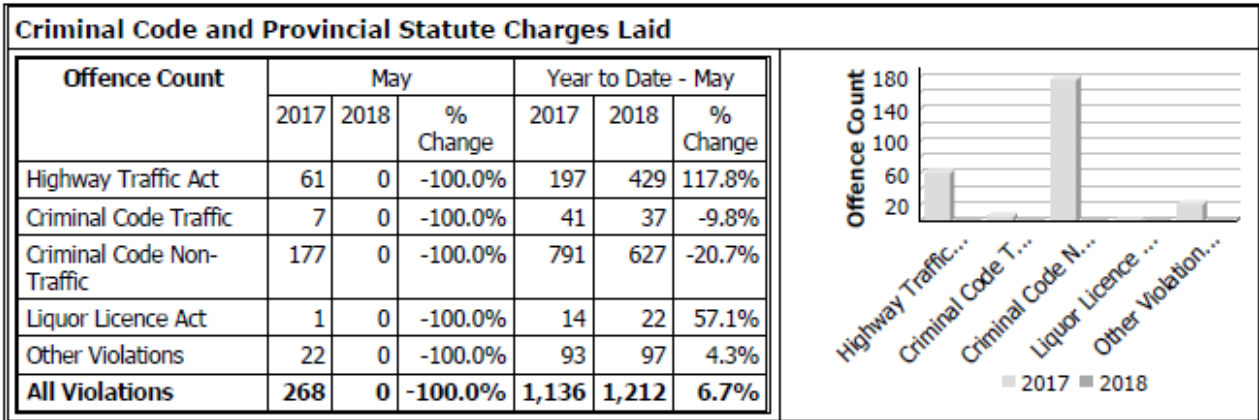 Criminal Code and Provincial Statute Charges Laid
Offence Count May Year to Date - May
2017 2018 % Change 2017 2018 % Change
Highway Traffic Act 61 0 -100.0% 197 429 117.8%
Criminal Code Traffic 7 0 -100.0% 41 37 -9.8%
Criminal Code Non-
Traffic 177 0 -100.0% 791 627 -20.7%
Liquor Licence Act 1 0 -100.0% 14 22 57.1%
Other Violations 22 0 -100.0% 93 97 4.3%
All Violations 268 0 -100.0% 1,136 1,212 6.7%
Offence Count
180
140
100
60
20
Highway Traffic...
Criminal Code T...
Criminal Code N...
Liquor Licence ...
Other Violation...
2017 2018